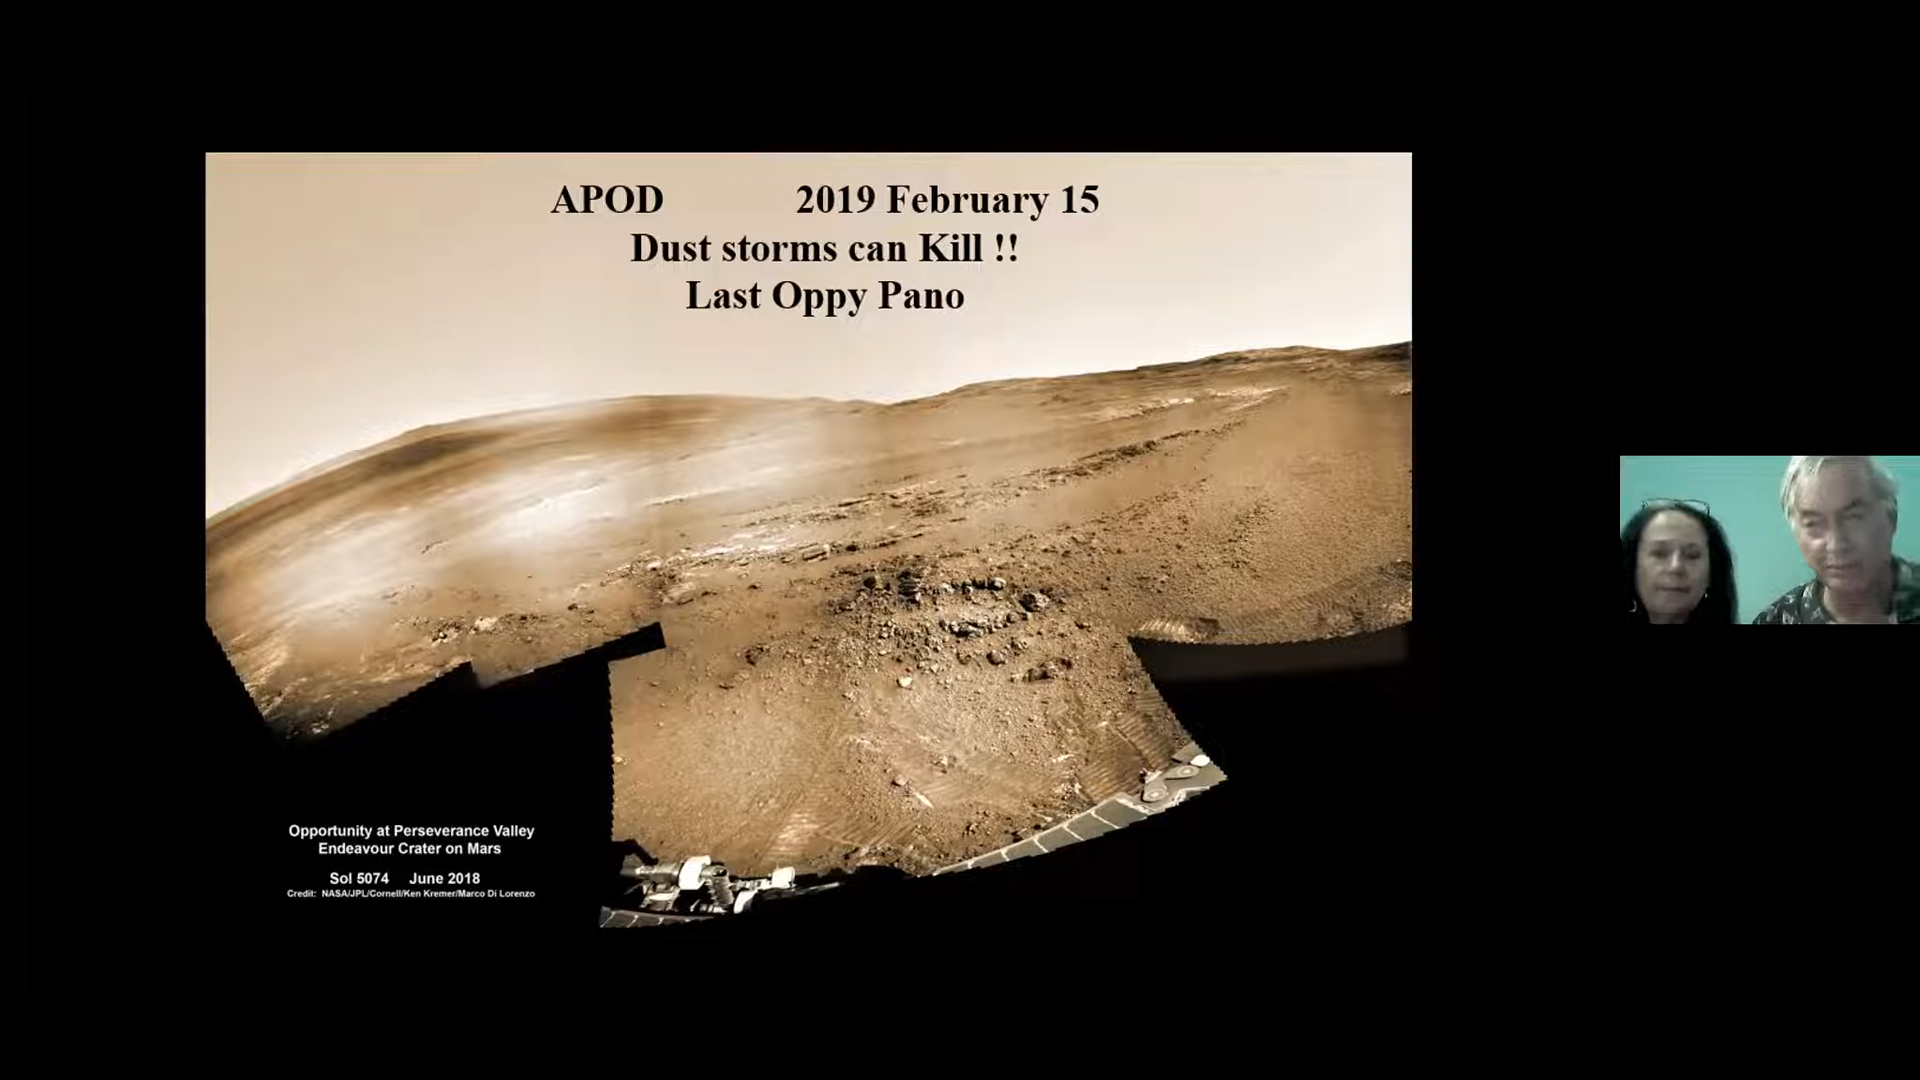 APOD 2019 February 15
Dust storms can Kill !!
Last Oppy Pano
Opportunity at Perseverance Valley
Endeavour Crater on Mars
Sol 5074 June 2018
Credit: NASA/JPL/Cornell/Ken Kremer/Marco Di Lorenzo